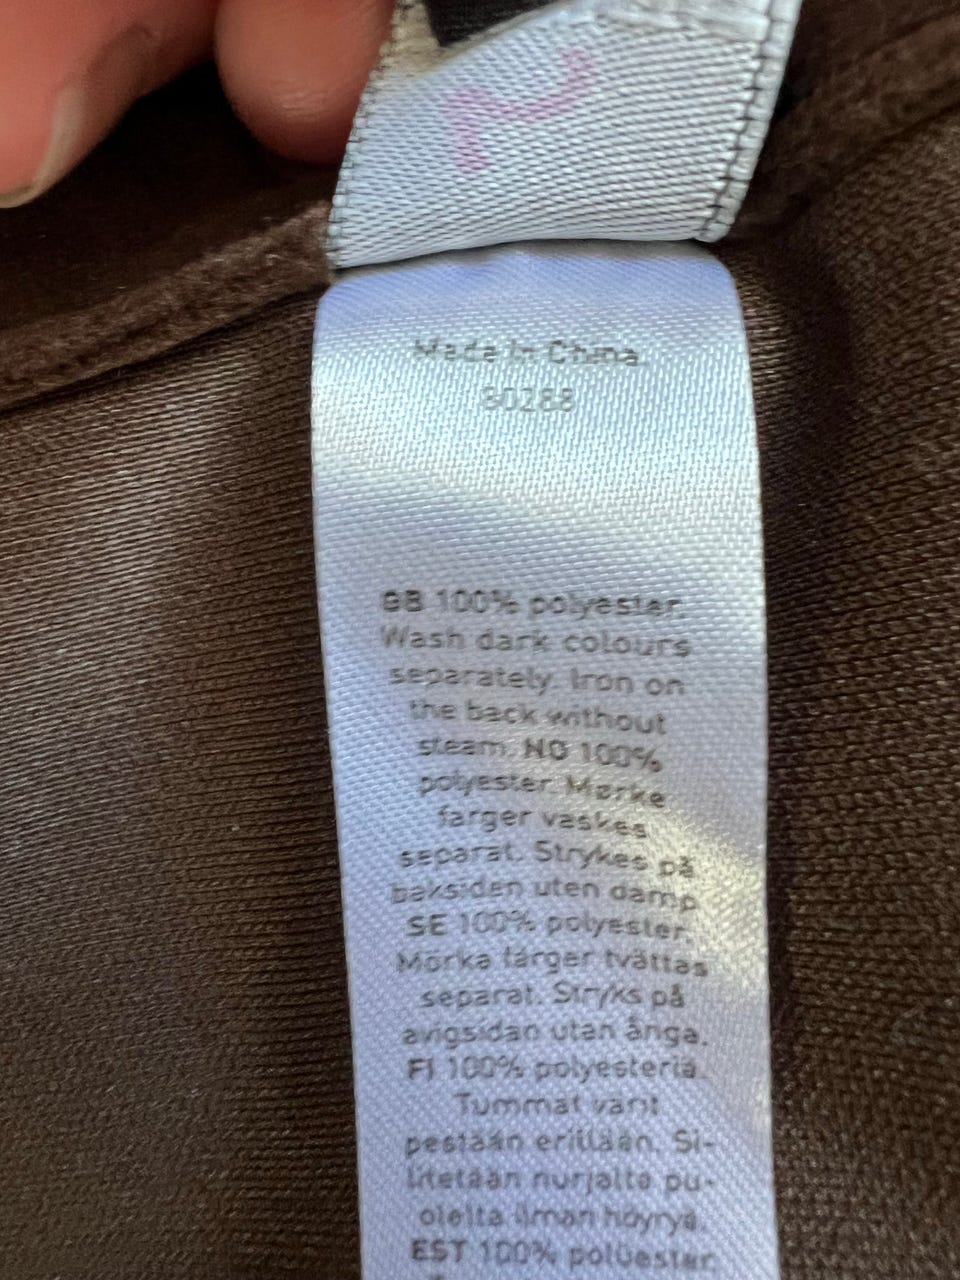 Made in China.
80288
GB 100% polyester.
Wash dark colours
separately. Iron on
the back without
steam. NO 100%
polyester. Mørke
farger vaskes
separat. Strykes på
baksiden uten damp.
SE 100% polyester.
Mörka färger tvättas
separat. Stryks på
avigsidan utan ånga.
FI 100% polyesteriä.
Tummat värit
pestään erillään. Si-
litetään nurjalta pu-
olelta ilman höyryä.
EST 100% polüester.